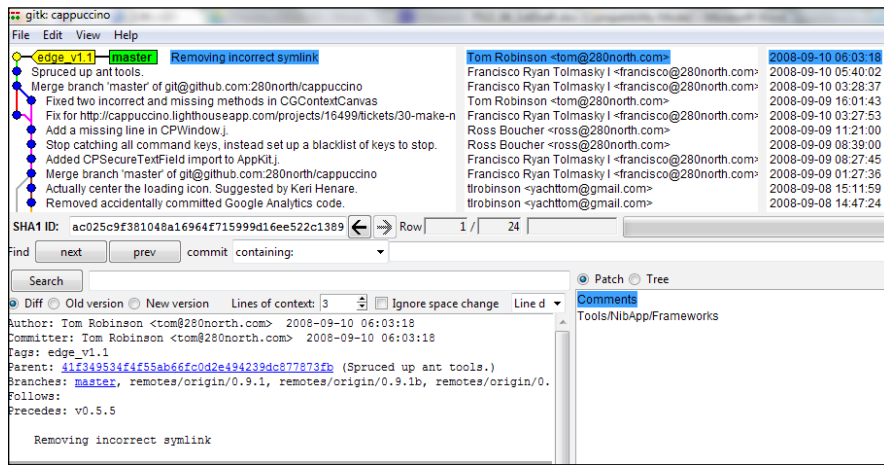 gitk: cappuccino
File Edit View Help
edge_v1.1 master Removing incorrect symlink Tom Robinson <tom@280north.com> 2008-09-10 06:03:18
Spruced up ant tools. Francisco Ryan Tolmasky I <francisco@280north.com> 2008-09-10 05:40:02
Merge branch 'master' of git@github.com:280north/cappuccino Francisco Ryan Tolmasky I <francisco@280north.com> 2008-09-10 03:28:37
Fixed two incorrect and missing methods in CGContextCanvas Tom Robinson <tom@280north.com> 2008-09-09 16:01:43
Fix for http://cappuccino.lighthouseapp.com/projects/16499/tickets/30-make-n Francisco Ryan Tolmasky I <francisco@280north.com> 2008-09-10 03:27:53
Add a missing line in CPWindow.j. Ross Boucher <ross@280north.com> 2008-09-09 11:21:00
Stop catching all command keys, instead set up a blacklist of keys to stop. Ross Boucher <ross@280north.com> 2008-09-09 08:39:00
Added CPSecureTextField import to AppKit.j. Francisco Ryan Tolmasky I <francisco@280north.com> 2008-09-09 08:27:45
Merge branch 'master' of git@github.com:280north/cappuccino Francisco Ryan Tolmasky I <francisco@280north.com> 2008-09-09 01:27:36
Actually center the loading icon. Suggested by Keri Henare. tlrobinson <yachttom@gmail.com> 2008-09-08 15:11:59
Removed accidentally committed Google Analytics code. tlrobinson <yachttom@gmail.com> 2008-09-08 14:47:24
SHA1 ID: ac025c9f381048a16964f715999d16ee522c1389 Row 1 / 24
Find next prev commit containing:
Search
Patch Tree
Diff Old version New version Lines of context: 3 Ignore space change Line d
Comments
Tools/NibApp/Frameworks
Author: Tom Robinson <tom@280north.com> 2008-09-10 06:03:18
Committer: Tom Robinson <tom@280north.com> 2008-09-10 06:03:18
Tags: edge_v1.1
Parent: 41f349534f4f55ab66fc0d2e494239dc877873fb (Spruced up ant tools.)
Branches: master, remotes/origin/0.9.1, remotes/origin/0.9.1b, remotes/origin/0.
Follows:
Precedes: v0.5.5
Removing incorrect symlink